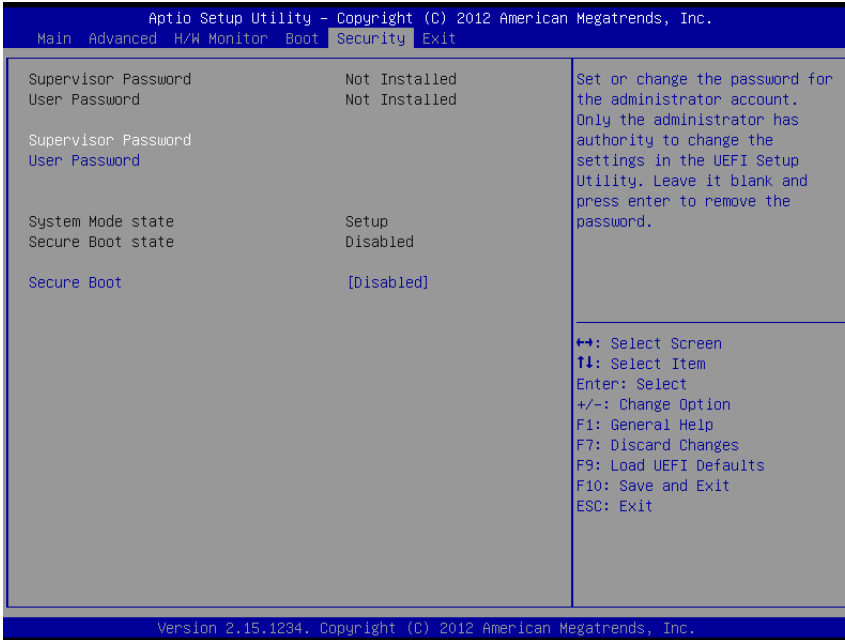 Aptio Setup Utility – Copyright (C) 2012 American Megatrends, Inc.
Main Advanced H/W Monitor Boot Security Exit
Supervisor Password Not Installed
User Password Not Installed
Supervisor Password
User Password
System Mode state Setup
Secure Boot state Disabled
Secure Boot [Disabled]
Set or change the password for
the administrator account.
Only the administrator has
authority to change the
settings in the UEFI Setup
Utility. Leave it blank and
press enter to remove the
password.
↔: Select Screen
↑↓: Select Item
Enter: Select
+/-: Change Option
F1: General Help
F7: Discard Changes
F9: Load UEFI Defaults
F10: Save and Exit
ESC: Exit
Version 2.15.1234. Copyright (C) 2012 American Megatrends, Inc.